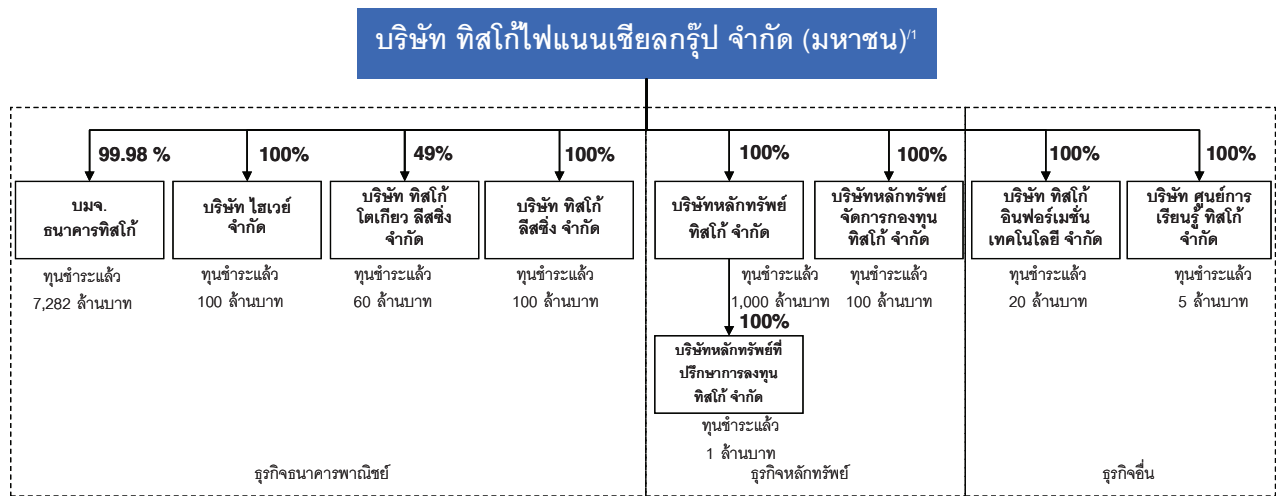 บริษัท ทิสโก้ไฟแนนเชียลกรุ๊ป จำกัด (มหาชน)/1
99.98 %
บมจ.
ธนาคารทิสโก้
ทุนชำระแล้ว
7,282 ล้านบาท
100%
บริษัท ไฮเวย์
จำกัด
ทุนชำระแล้ว
100 ล้านบาท
49%
บริษัท ทิสโก้
โตเกียว ลีสซิ่ง
จำกัด
ทุนชำระแล้ว
60 ล้านบาท
100%
บริษัท ทิสโก้
ลีสซิ่ง จำกัด
ทุนชำระแล้ว
100 ล้านบาท
ธุรกิจธนาคารพาณิชย์
100%
บริษัทหลักทรัพย์
ทิสโก้ จำกัด
ทุนชำระแล้ว
1,000 ล้านบาท
100%
บริษัทหลักทรัพย์ที่
ปรึกษาการลงทุน
ทิสโก้ จำกัด
ทุนชำระแล้ว
1 ล้านบาท
100%
บริษัทหลักทรัพย์
จัดการกองทุน
ทิสโก้ จำกัด
ทุนชำระแล้ว
100 ล้านบาท
ธุรกิจหลักทรัพย์
100%
บริษัท ทิสโก้
อินฟอร์เมชั่น
เทคโนโลยี จำกัด
ทุนชำระแล้ว
20 ล้านบาท
100%
บริษัท ศูนย์การ
เรียนรู้ ทิสโก้
จำกัด
ทุนชำระแล้ว
5 ล้านบาท
ธุรกิจอื่น